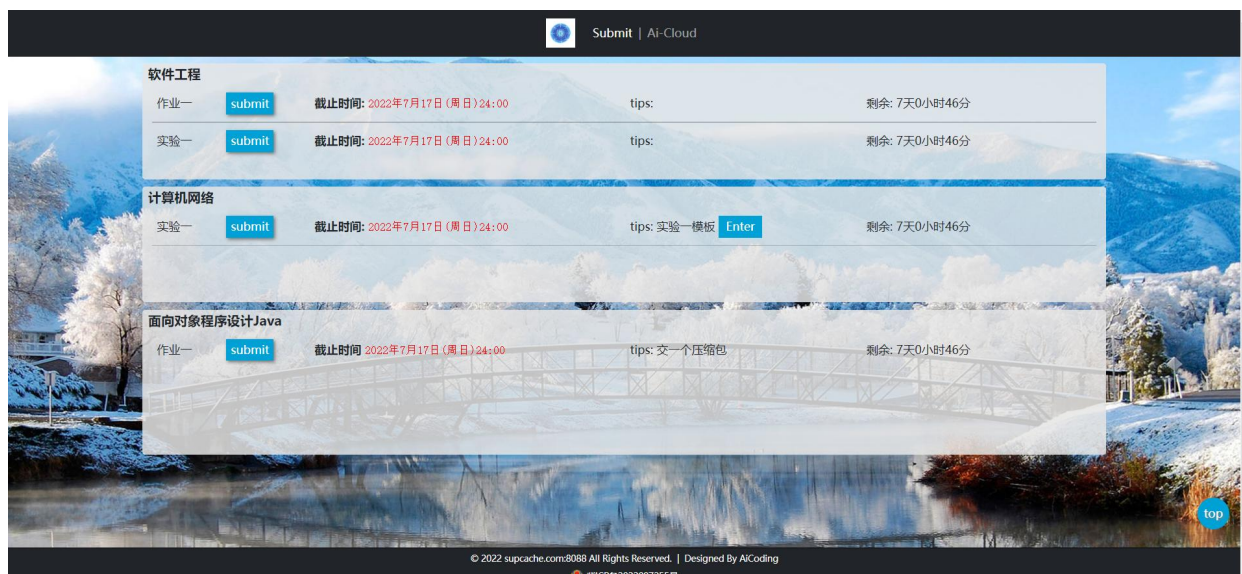 Submit | Ai-Cloud
软件工程
作业一 submit 截止时间: 2022年7月17日(周日)24:00 tips: 剩余: 7天0小时46分
实验一 submit 截止时间: 2022年7月17日(周日)24:00 tips: 剩余: 7天0小时46分
计算机网络
实验一 submit 截止时间: 2022年7月17日(周日)24:00 tips: 实验一模板 Enter 剩余: 7天0小时46分
面向对象程序设计Java
作业一 submit 截止时间 2022年7月17日(周日)24:00 tips: 交一个压缩包 剩余: 7天0小时46分
top
© 2022 supcache.com:8088 All Rights Reserved. | Designed By AiCoding